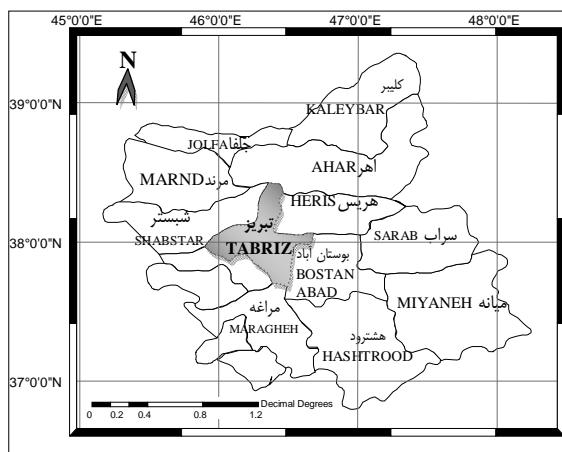 45°0'0"E 46°0'0"E 47°0'0"E 48°0'0"E
N
39°0'0"N
38°0'0"N
37°0'0"N
کلیبر
KALEYBAR
JOLFA جلفا
AHAR اهر
MARND مرند
HERIS هریس
شبستر
SHABSTAR
تبریز
TABRIZ
SARAB سراب
بوستان آباد
BOSTAN
ABAD
MIYANEH میانه
مراغه
MARAGHEH
هشترود
HASHTROOD
Decimal Degrees
0 0.2 0.4 0.8 1.2